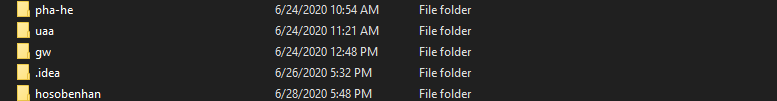 pha-he 6/24/2020 10:54 AM File folder
uaa 6/24/2020 11:21 AM File folder
gw 6/24/2020 12:48 PM File folder
.idea 6/26/2020 5:32 PM File folder
hosobenhan 6/28/2020 5:48 PM File folder